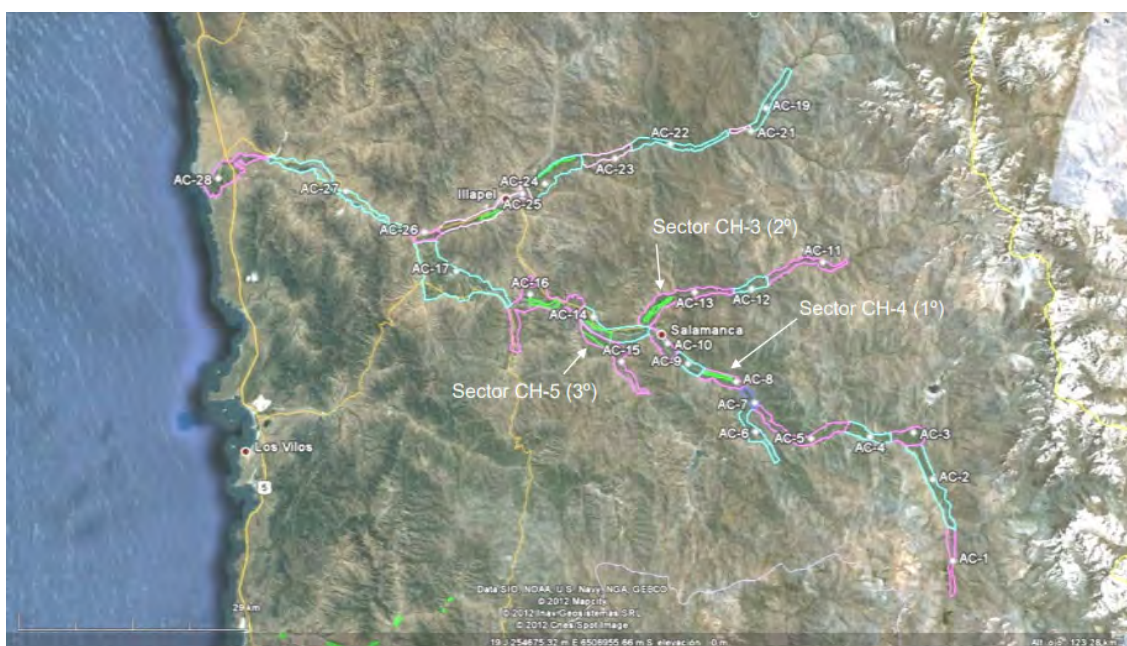 AC-19
AC-22
AC-21
AC-23
AC-28
AC-24
AC-27
Illapel
AC-25
AC-26
Sector CH-3 (2º)
AC-11
AC-17
AC-16
AC-13
AC-12
Sector CH-4 (1º)
AC-14
Salamanca
AC-10
AC-15
AC-9
Sector CH-5 (3º)
AC-8
AC-7
AC-6
AC-5
AC-3
AC-4
Los Vilos
AC-2
5
AC-1
Data SIO, NOAA, U.S. Navy, NGA, GEBCO
© 2012 Mapcity
29 km
© 2012 Inav/Geosistemas SRL
© 2012 Cnes/Spot Image